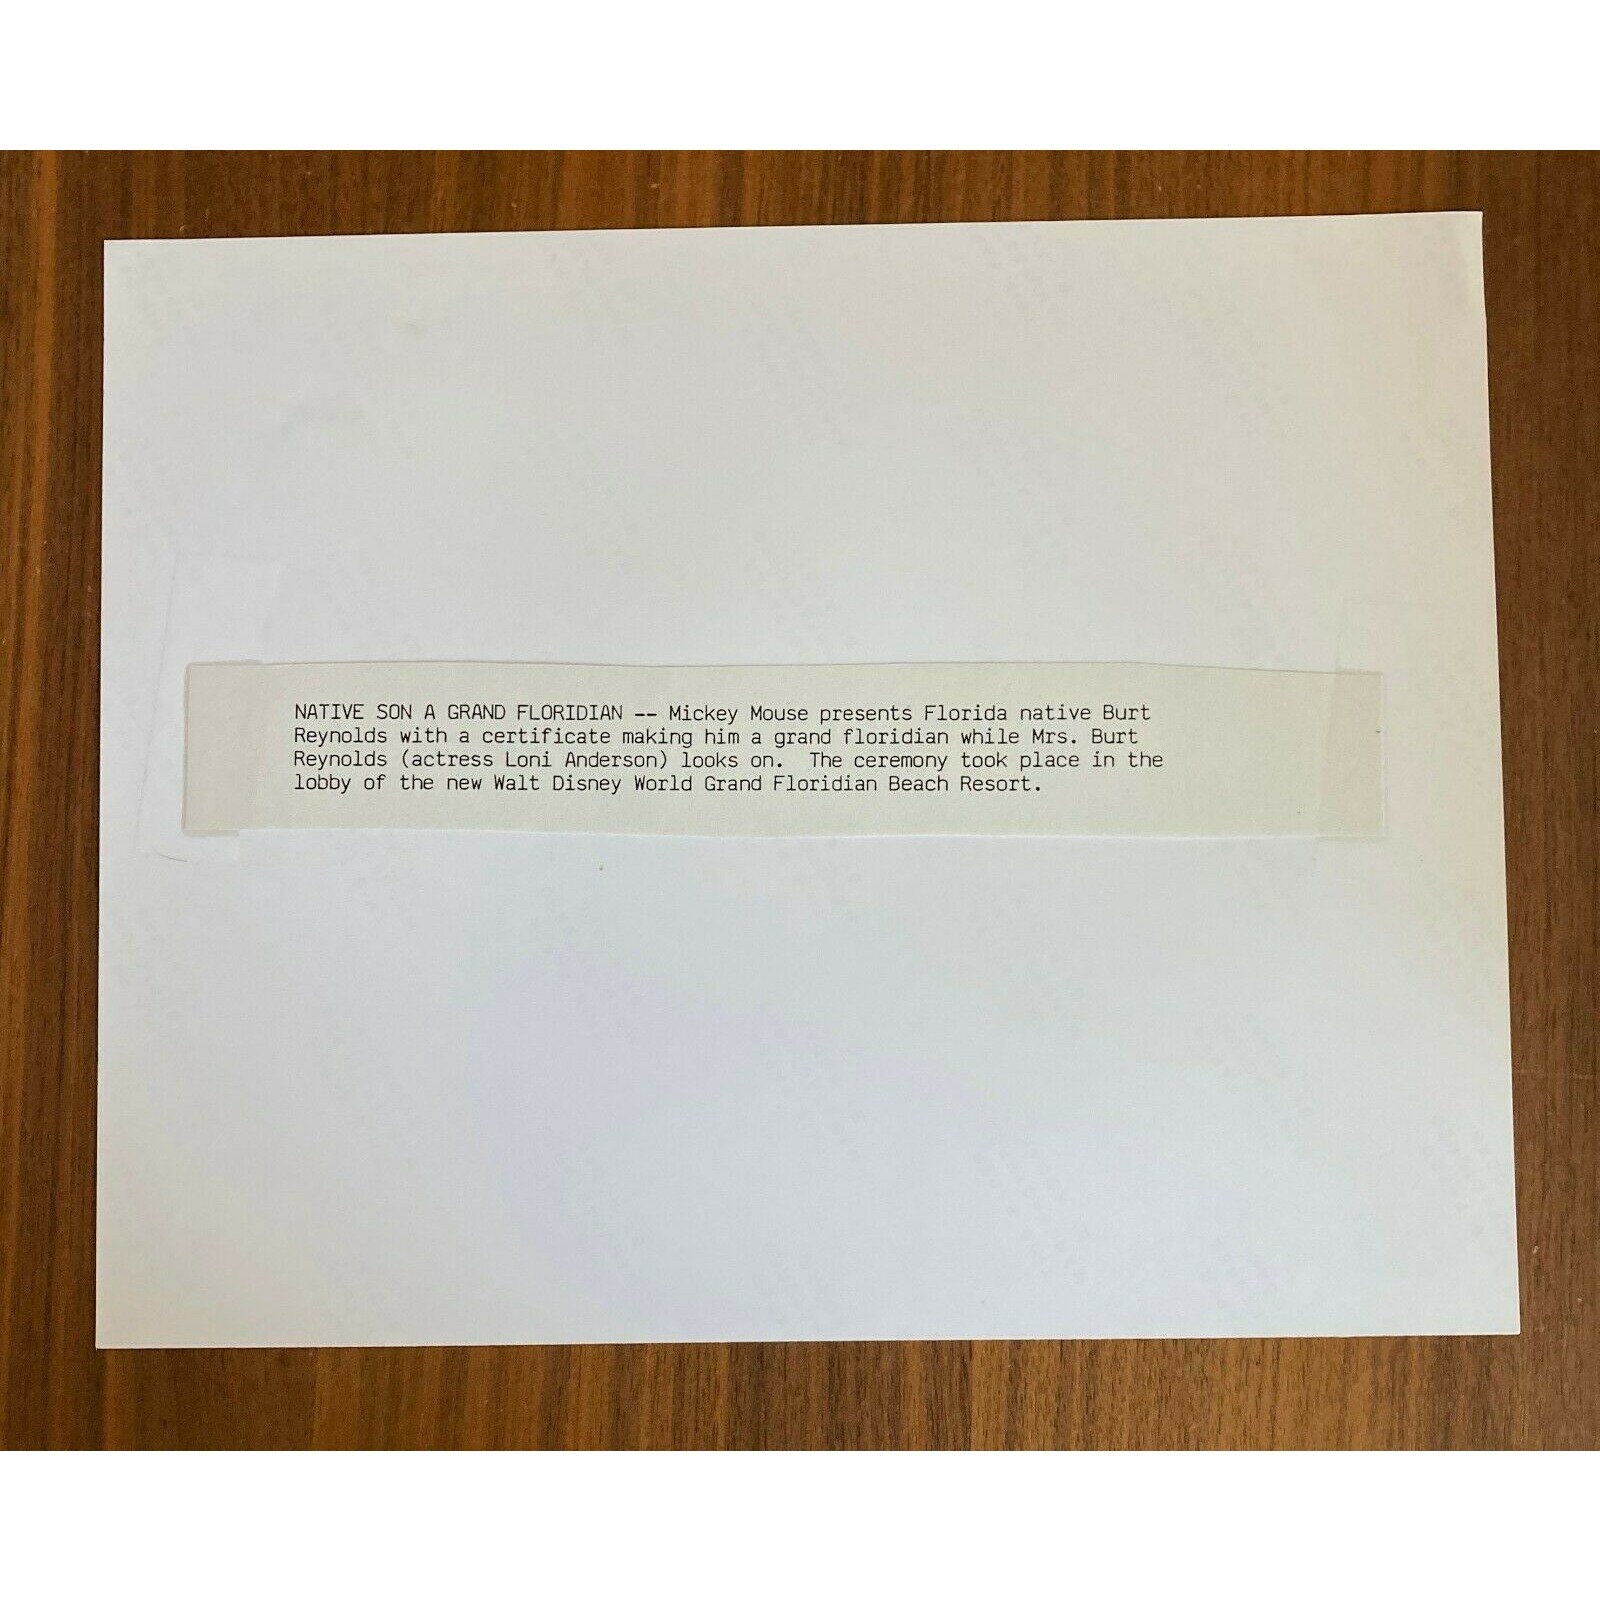 NATIVE SON A GRAND FLORIDIAN -- Mickey Mouse presents Florida native Burt
Reynolds with a certificate making him a grand floridian while Mrs. Burt
Reynolds (actress Loni Anderson) looks on.  The ceremony took place in the
lobby of the new Walt Disney World Grand Floridian Beach Resort.